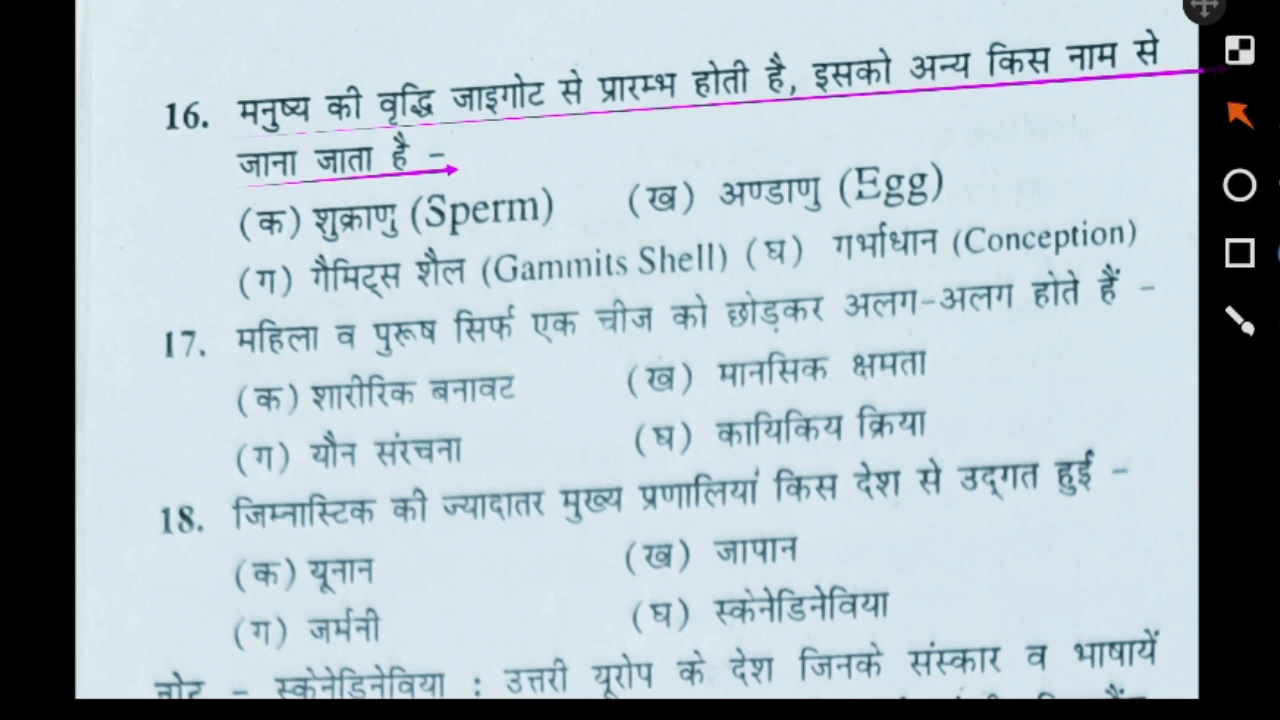 16. मनुष्य की वृद्धि जाइगोट से प्रारम्भ होती है, इसको अन्य किस नाम से
जाना जाता है -
(क) शुक्राणु (Sperm) (ख) अण्डाणु (Egg)
(ग) गैमिट्स शैल (Gammits Shell) (घ) गर्भाधान (Conception)
17. महिला व पुरूष सिर्फ एक चीज को छोड़कर अलग-अलग होते हैं -
(क) शारीरिक बनावट (ख) मानसिक क्षमता
(ग) यौन संरचना (घ) कायिकिय क्रिया
18. जिम्नास्टिक की ज्यादातर मुख्य प्रणालियां किस देश से उद्गत हुई -
(क) यूनान (ख) जापान
(ग) जर्मनी (घ) स्केनेडिनेविया
नोट - स्केनेडिनेविया : उत्तरी यूरोप के देश जिनके संस्कार व भाषायें